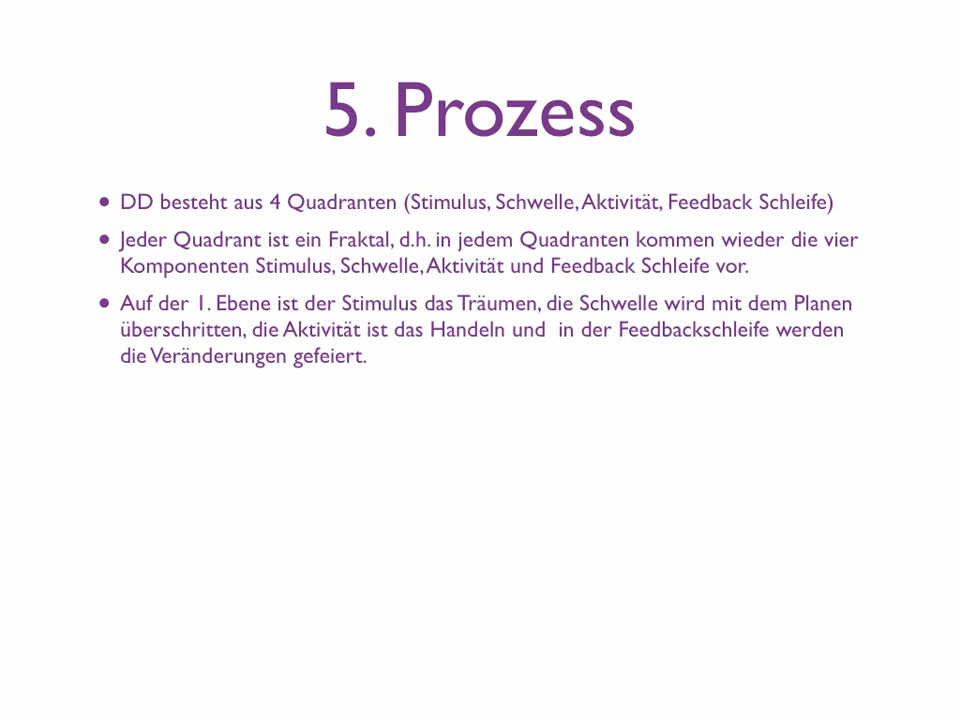 5. Prozess
• DD besteht aus 4 Quadranten (Stimulus, Schwelle, Aktivität, Feedback Schleife)
• Jeder Quadrant ist ein Fraktal, d.h. in jedem Quadranten kommen wieder die vier
Komponenten Stimulus, Schwelle, Aktivität und Feedback Schleife vor.
• Auf der 1. Ebene ist der Stimulus das Träumen, die Schwelle wird mit dem Planen
überschritten, die Aktivität ist das Handeln und  in der Feedbackschleife werden
die Veränderungen gefeiert.